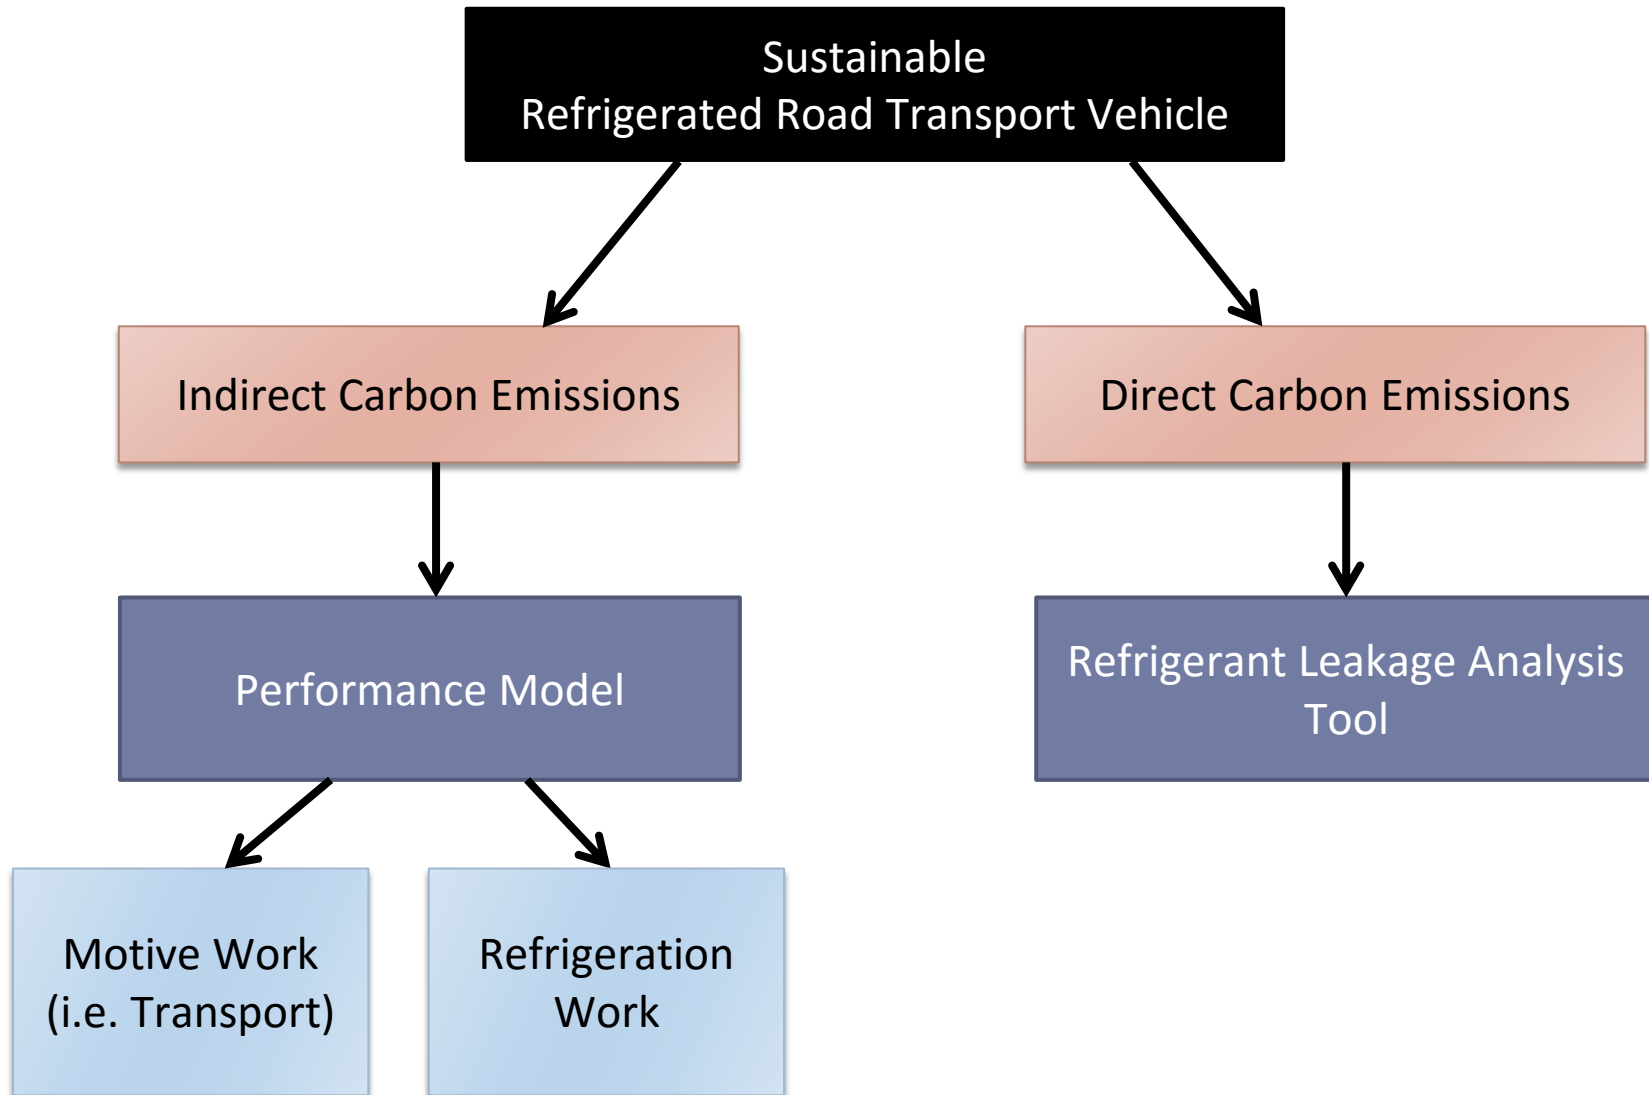 Sustainable
Refrigerated Road Transport Vehicle
Indirect Carbon Emissions
Direct Carbon Emissions
Performance Model
Refrigerant Leakage Analysis
Tool
Motive Work
(i.e. Transport)
Refrigeration
Work